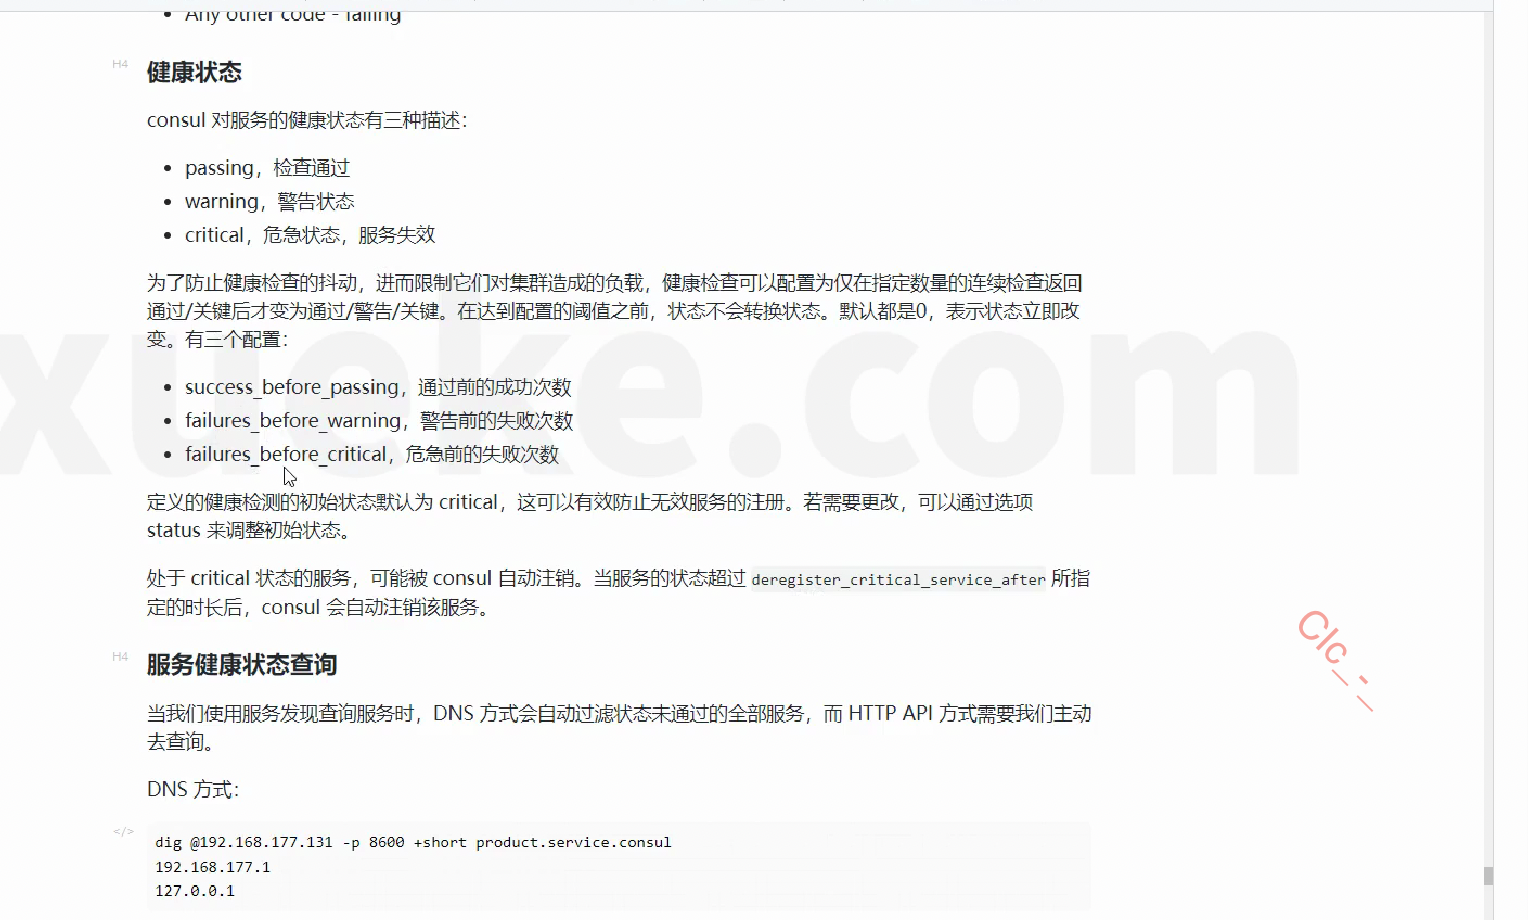 Any other code - failing
H4
健康状态
consul 对服务的健康状态有三种描述：
passing，检查通过
warning，警告状态
critical，危急状态，服务失效
为了防止健康检查的抖动，进而限制它们对集群造成的负载，健康检查可以配置为仅在指定数量的连续检查返回
通过/关键后才变为通过/警告/关键。在达到配置的阈值之前，状态不会转换状态。默认都是0，表示状态立即改
变。有三个配置：
success_before_passing，通过前的成功次数
failures_before_warning，警告前的失败次数
failures_before_critical，危急前的失败次数
定义的健康检测的初始状态默认为 critical，这可以有效防止无效服务的注册。若需要更改，可以通过选项
status 来调整初始状态。
处于 critical 状态的服务，可能被 consul 自动注销。当服务的状态超过 deregister_critical_service_after 所指
定的时长后，consul 会自动注销该服务。
H4
服务健康状态查询
当我们使用服务发现查询服务时，DNS 方式会自动过滤状态未通过的全部服务，而 HTTP API 方式需要我们主动
去查询。
DNS 方式：
</>
dig @192.168.177.131 -p 8600 +short product.service.consul
192.168.177.1
127.0.0.1
xueke.com